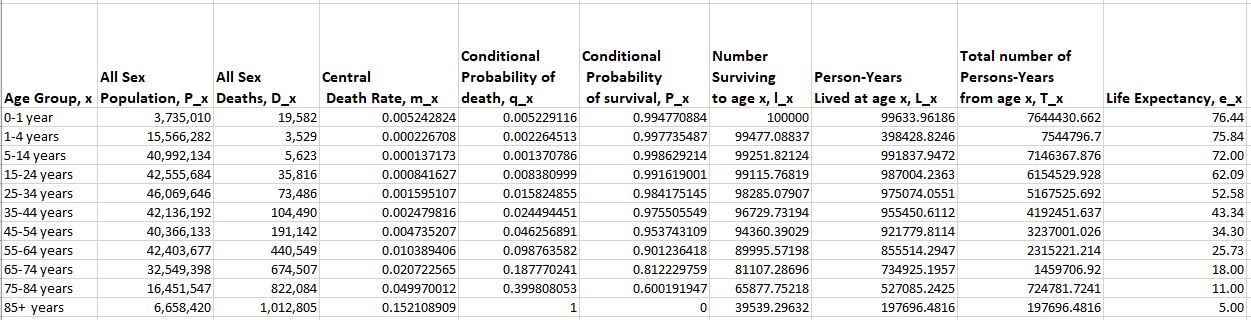 Age Group, x All Sex Population, P_x All Sex Deaths, D_x Central Death Rate, m_x Conditional Probability of death, q_x Conditional Probability of survival, P_x Number Surviving to age x, l_x Person-Years Lived at age x, L_x Total number of Persons-Years from age x, T_x Life Expectancy, e_x
0-1 year 3,735,010 19,582 0.005242824 0.005229116 0.994770884 100000 99633.96186 7644430.662 76.44
1-4 years 15,566,282 3,529 0.000226708 0.002264513 0.997735487 99477.08837 398428.8246 7544796.7 75.84
5-14 years 40,992,134 5,623 0.000137173 0.001370786 0.998629214 99251.82124 991837.9472 7146367.876 72.00
15-24 years 42,555,684 35,816 0.000841627 0.008380999 0.991619001 99115.76819 987004.2363 6154529.928 62.09
25-34 years 46,069,646 73,486 0.001595107 0.015824855 0.984175145 98285.07907 975074.0551 5167525.692 52.58
35-44 years 42,136,192 104,490 0.002479816 0.024494451 0.975505549 96729.73194 955450.6112 4192451.637 43.34
45-54 years 40,366,133 191,142 0.004735207 0.046256891 0.953743109 94360.39029 921779.8114 3237001.026 34.30
55-64 years 42,403,677 440,549 0.010389406 0.098763582 0.901236418 89995.57198 855514.2947 2315221.214 25.73
65-74 years 32,549,398 674,507 0.020722565 0.187770241 0.812229759 81107.28696 734925.1957 1459706.92 18.00
75-84 years 16,451,547 822,084 0.049970012 0.399808053 0.600191947 65877.75218 527085.2425 724781.7241 11.00
85+ years 6,658,420 1,012,805 0.152108909 1 0 39539.29632 197696.4816 197696.4816 5.00